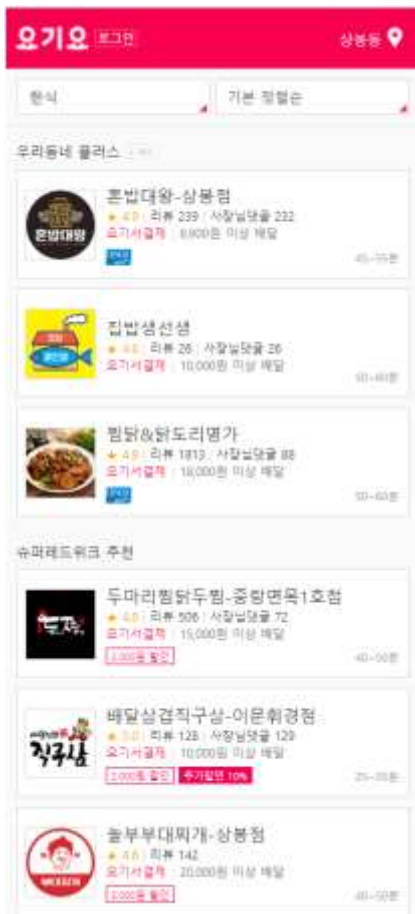 요기요 로그인 상봉동
한식 기본 정렬순
우리동네 플러스
혼밥대왕-상봉점
혼밥대왕
★ 4.9 | 리뷰 239 | 사장님댓글 232
요기서결제 | 8,900원 이상 배달
45~55분
집밥생선생
리뷰 26 | 사장님댓글 26
요기서결제 | 10,000원 이상 배달
50~60분
찜닭&닭도리명가
★ 4.9 | 리뷰 1813 | 사장님댓글 88
요기서결제 | 18,000원 이상 배달
50~60분
슈퍼레드위크 추천
두마리찜닭두찜-중랑면목1호점
리뷰 506 | 사장님댓글 72
요기서결제 | 15,000원 이상 배달
40~50분
배달삼겹직구삼-이문휘경점
직구삼
★ 5.0 | 리뷰 128 | 사장님댓글 129
요기서결제 | 10,000원 이상 배달
2,000원 할인 추가할인 10%
놀부부대찌개-상봉점
★ 4.6 | 리뷰 142
요기서결제 | 20,000원 이상 배달
2,000원 할인 40~50분